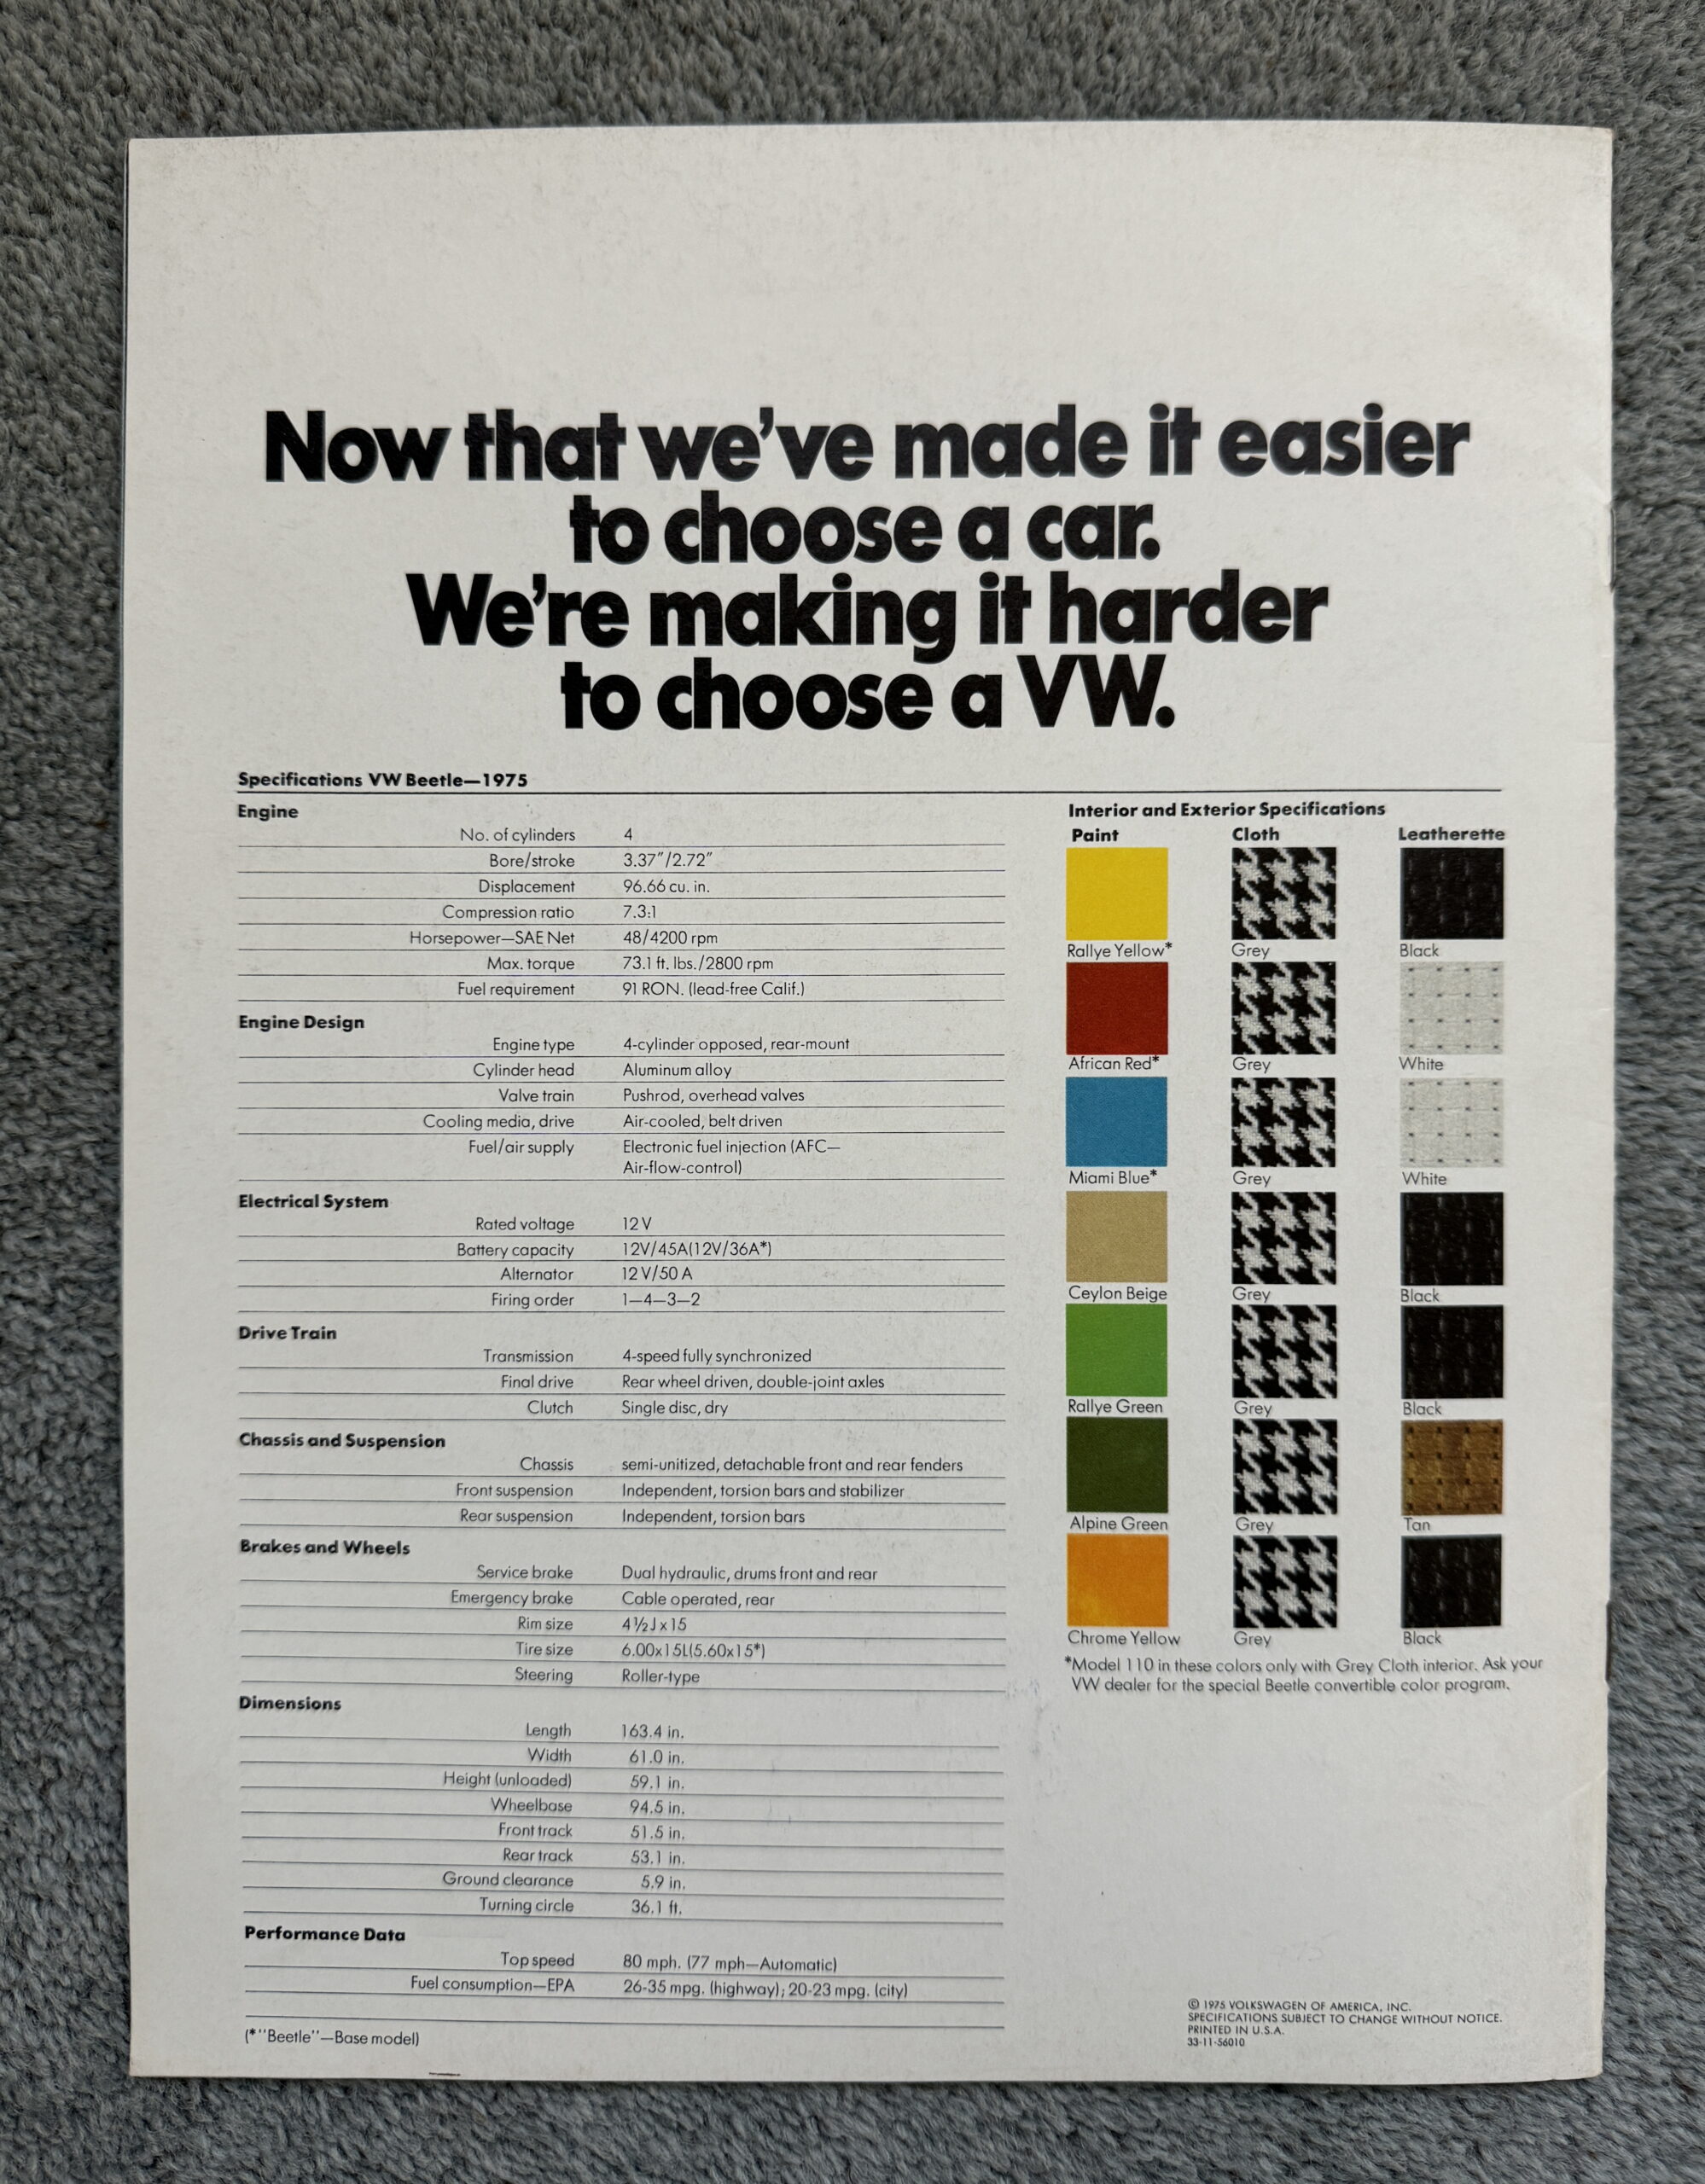 Now that we've made it easier
to choose a car.
We're making it harder
to choose a VW.
Specifications VW Beetle—1975
Engine
No. of cylinders 4
Bore/stroke 3.37"/2.72"
Displacement 96.66 cu. in.
Compression ratio 7.3:1
Horsepower—SAE Net 48/4200 rpm
Max. torque 73.1 ft. lbs./2800 rpm
Fuel requirement 91 RON. (lead-free Calif.)
Engine Design
Engine type 4-cylinder opposed, rear-mount
Cylinder head Aluminum alloy
Valve train Pushrod, overhead valves
Cooling media, drive Air-cooled, belt driven
Fuel/air supply Electronic fuel injection (AFC—
Air-flow-control)
Electrical System
Rated voltage 12 V
Battery capacity 12V/45A(12V/36A*)
Alternator 12 V/50 A
Firing order 1—4—3—2
Drive Train
Transmission 4-speed fully synchronized
Final drive Rear wheel driven, double-joint axles
Clutch Single disc, dry
Chassis and Suspension
Chassis semi-unitized, detachable front and rear fenders
Front suspension Independent, torsion bars and stabilizer
Rear suspension Independent, torsion bars
Brakes and Wheels
Service brake Dual hydraulic, drums front and rear
Emergency brake Cable operated, rear
Rim size 4½J x 15
Tire size 6.00x15L(5.60x15*)
Steering Roller-type
Dimensions
Length 163.4 in.
Width 61.0 in.
Height (unloaded) 59.1 in.
Wheelbase 94.5 in.
Front track 51.5 in.
Rear track 53.1 in.
Ground clearance 5.9 in.
Turning circle 36.1 ft.
Performance Data
Top speed 80 mph. (77 mph—Automatic)
Fuel consumption—EPA 26-35 mpg. (highway); 20-23 mpg. (city)
(*"Beetle"—Base model)
Interior and Exterior Specifications
Paint Cloth Leatherette
Rallye Yellow* Grey Black
African Red* Grey White
Miami Blue* Grey White
Ceylon Beige Grey Black
Rallye Green Grey Black
Alpine Green Grey Tan
Chrome Yellow Grey Black
*Model 110 in these colors only with Grey Cloth interior. Ask your
VW dealer for the special Beetle convertible color program.
© 1975 VOLKSWAGEN OF AMERICA, INC.
SPECIFICATIONS SUBJECT TO CHANGE WITHOUT NOTICE.
PRINTED IN U.S.A.
33-11-56010